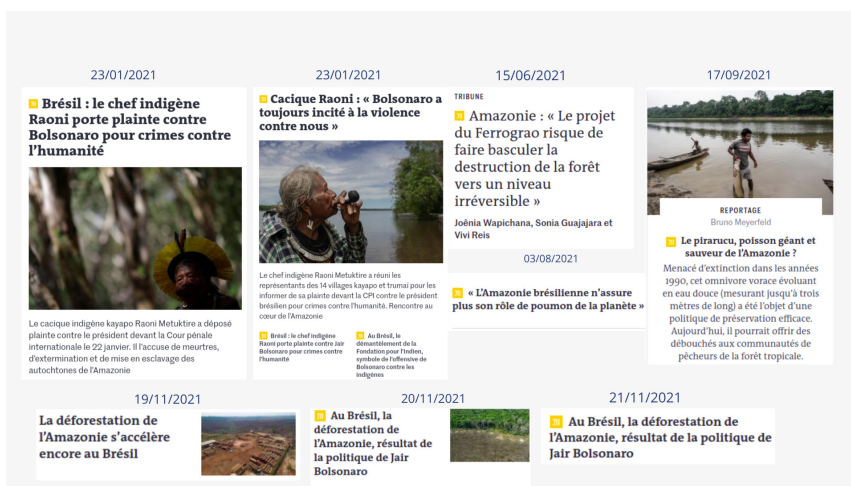 23/01/2021
Brésil : le chef indigène
Raoni porte plainte contre
Bolsonaro pour crimes contre
l'humanité
Le cacique indigène kayapo Raoni Metuktire a déposé
plainte contre le président devant la Cour pénale
internationale le 22 janvier. Il l'accuse de meurtres,
d'extermination et de mise en esclavage des
autochtones de l'Amazonie
23/01/2021
Cacique Raoni : « Bolsonaro a
toujours incité à la violence
contre nous »
Le chef indigène Raoni Metuktire a réuni les
représentants des 14 villages kayapo et trumai pour les
informer de sa plainte devant la CPI contre le président
brésilien pour crimes contre l'humanité. Rencontre au
cœur de l'Amazonie
Brésil : le chef indigène
Raoni porte plainte contre Jair
Bolsonaro pour crimes contre
l'humanité
Au Brésil, le
démantèlement de la
Fondation pour l'Indien,
symbole de l'offensive de
Bolsonaro contre les
indigènes
15/06/2021
TRIBUNE
Amazonie : « Le projet
du Ferrograo risque de
faire basculer la
destruction de la forêt
vers un niveau
irréversible »
Joênia Wapichana, Sonia Guajajara et
Vivi Reis
03/08/2021
« L'Amazonie brésilienne n'assure
plus son rôle de poumon de la planète »
17/09/2021
REPORTAGE
Bruno Meyerfeld
Le pirarucu, poisson géant et
sauveur de l'Amazonie ?
Menacé d'extinction dans les années
1990, cet omnivore vorace évoluant
en eau douce (mesurant jusqu'à trois
mètres de long) a été l'objet d'une
politique de préservation efficace.
Aujourd'hui, il pourrait offrir des
débouchés aux communautés de
pêcheurs de la forêt tropicale.
19/11/2021
La déforestation de
l'Amazonie s'accélère
encore au Brésil
20/11/2021
Au Brésil, la
déforestation de
l'Amazonie, résultat de
la politique de Jair
Bolsonaro
21/11/2021
Au Brésil, la déforestation de
l'Amazonie, résultat de la politique de
Jair Bolsonaro